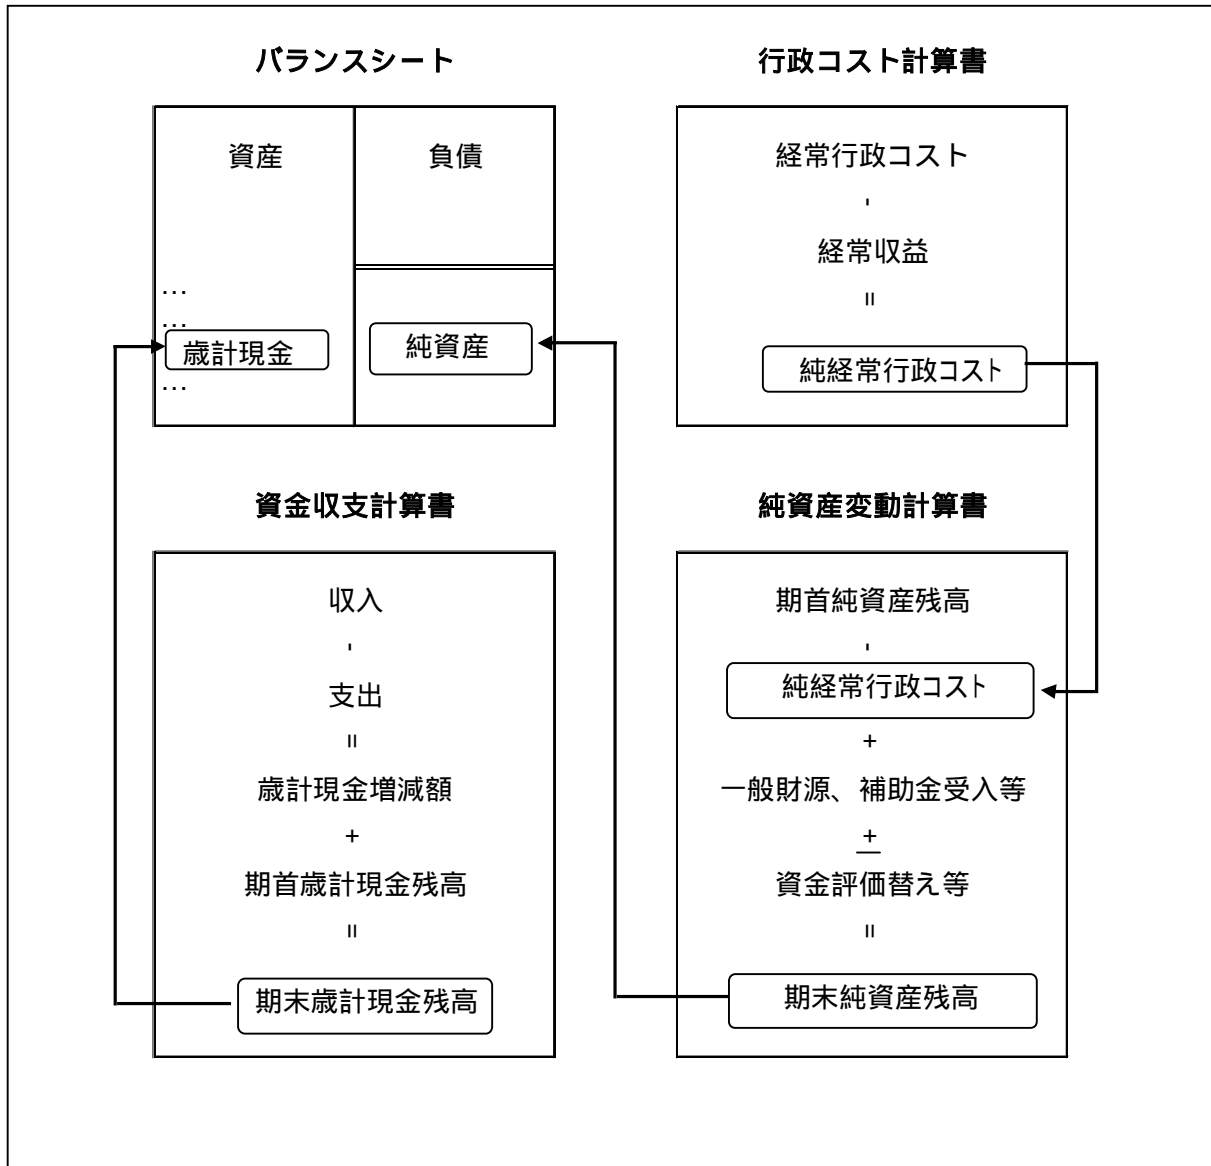 バランスシート
資産
負債
…
…
歳計現金
…
純資産
行政コスト計算書
経常行政コスト
-
経常収益
=
純経常行政コスト
資金収支計算書
収入
-
支出
=
歳計現金増減額
+
期首歳計現金残高
=
期末歳計現金残高
純資産変動計算書
期首純資産残高
-
純経常行政コスト
+
一般財源、補助金受入等
±
資金評価替え等
=
期末純資産残高